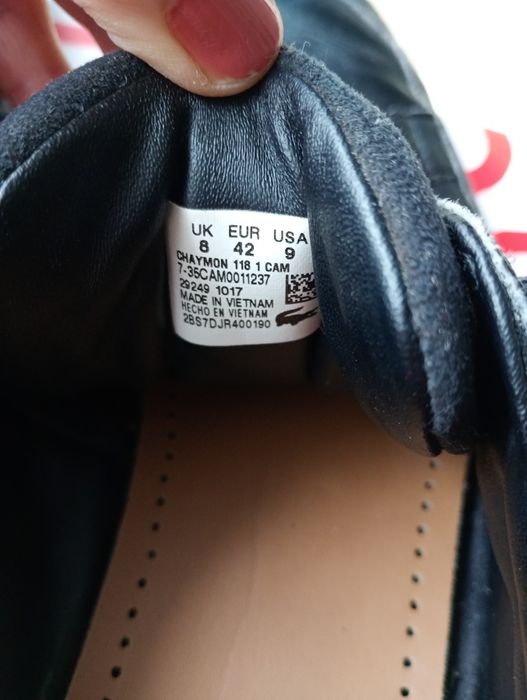 UK EUR USA
8 42 9
CHAYMON 118 1 CAM
7-35CAM0011237
29249 1017
MADE IN VIETNAM
HECHO EN VIETNAM
2BS7DJR400190